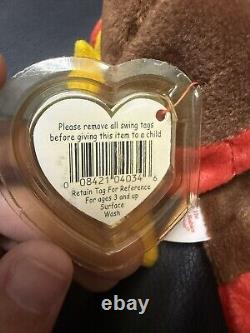 Please remove all swing tags
before giving this item to a child
0 08421 04034 6
Retain Tag For Reference
For ages 3 and up
Surface
Wash